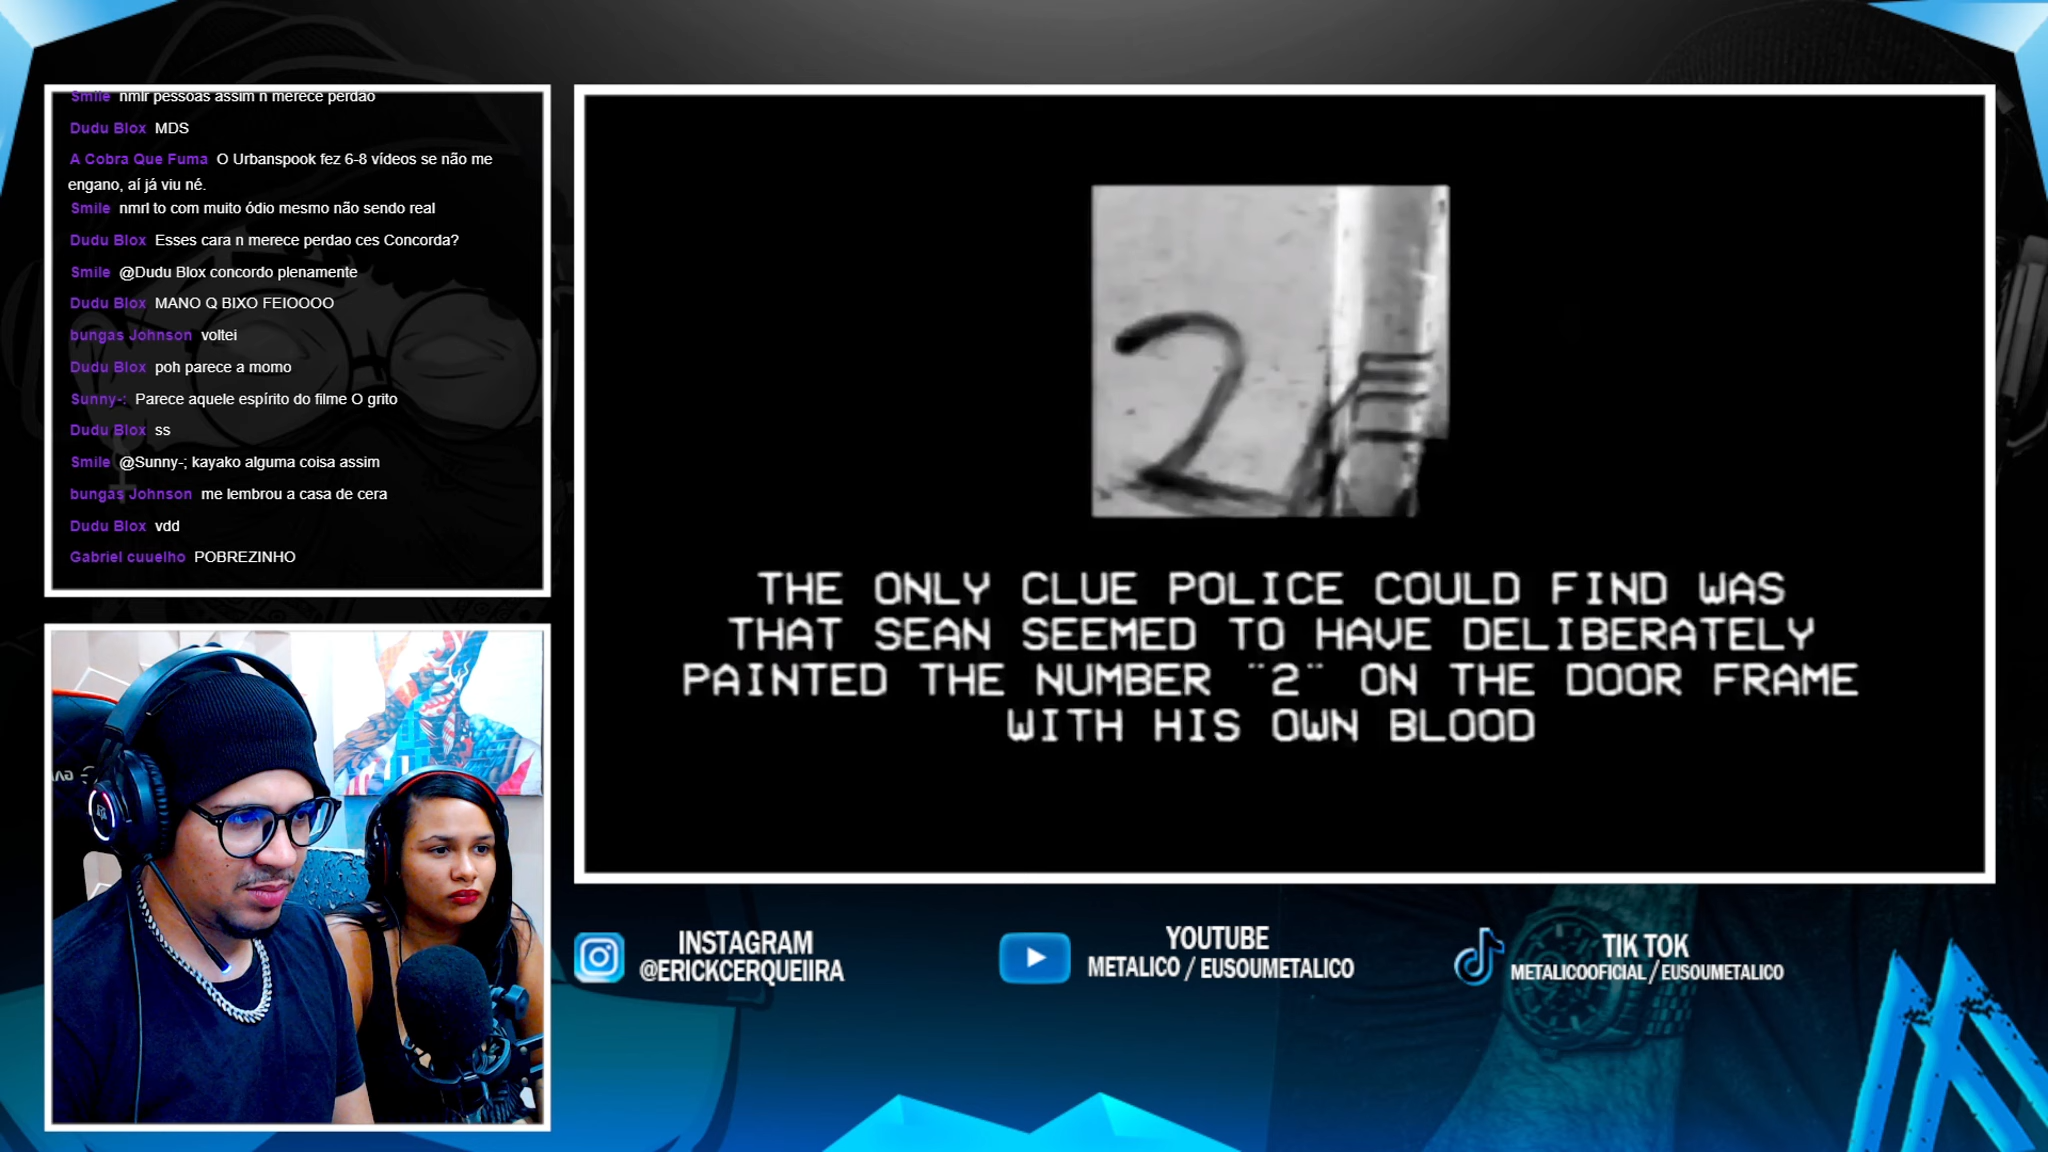 Smile nmlr pessoas assim n merece perdao
Dudu Blox MDS
A Cobra Que Fuma O Urbanspook fez 6-8 vídeos se não me
engano, aí já viu né.
Smile nmrl to com muito ódio mesmo não sendo real
Dudu Blox Esses cara n merece perdao ces Concorda?
Smile @Dudu Blox concordo plenamente
Dudu Blox MANO Q BIXO FEIOOOO
bungas Johnson voltei
Dudu Blox poh parece a momo
Sunny-; Parece aquele espírito do filme O grito
Dudu Blox ss
Smile @Sunny-; kayako alguma coisa assim
bungas Johnson me lembrou a casa de cera
Dudu Blox vdd
Gabriel cuuelho POBREZINHO
2
THE ONLY CLUE POLICE COULD FIND WAS
THAT SEAN SEEMED TO HAVE DELIBERATELY
PAINTED THE NUMBER "2" ON THE DOOR FRAME
WITH HIS OWN BLOOD
INSTAGRAM
@ERICKCERQUEIIRA
YOUTUBE
METALICO / EUSOUMETALICO
TIK TOK
METALICOOFICIAL / EUSOUMETALICO